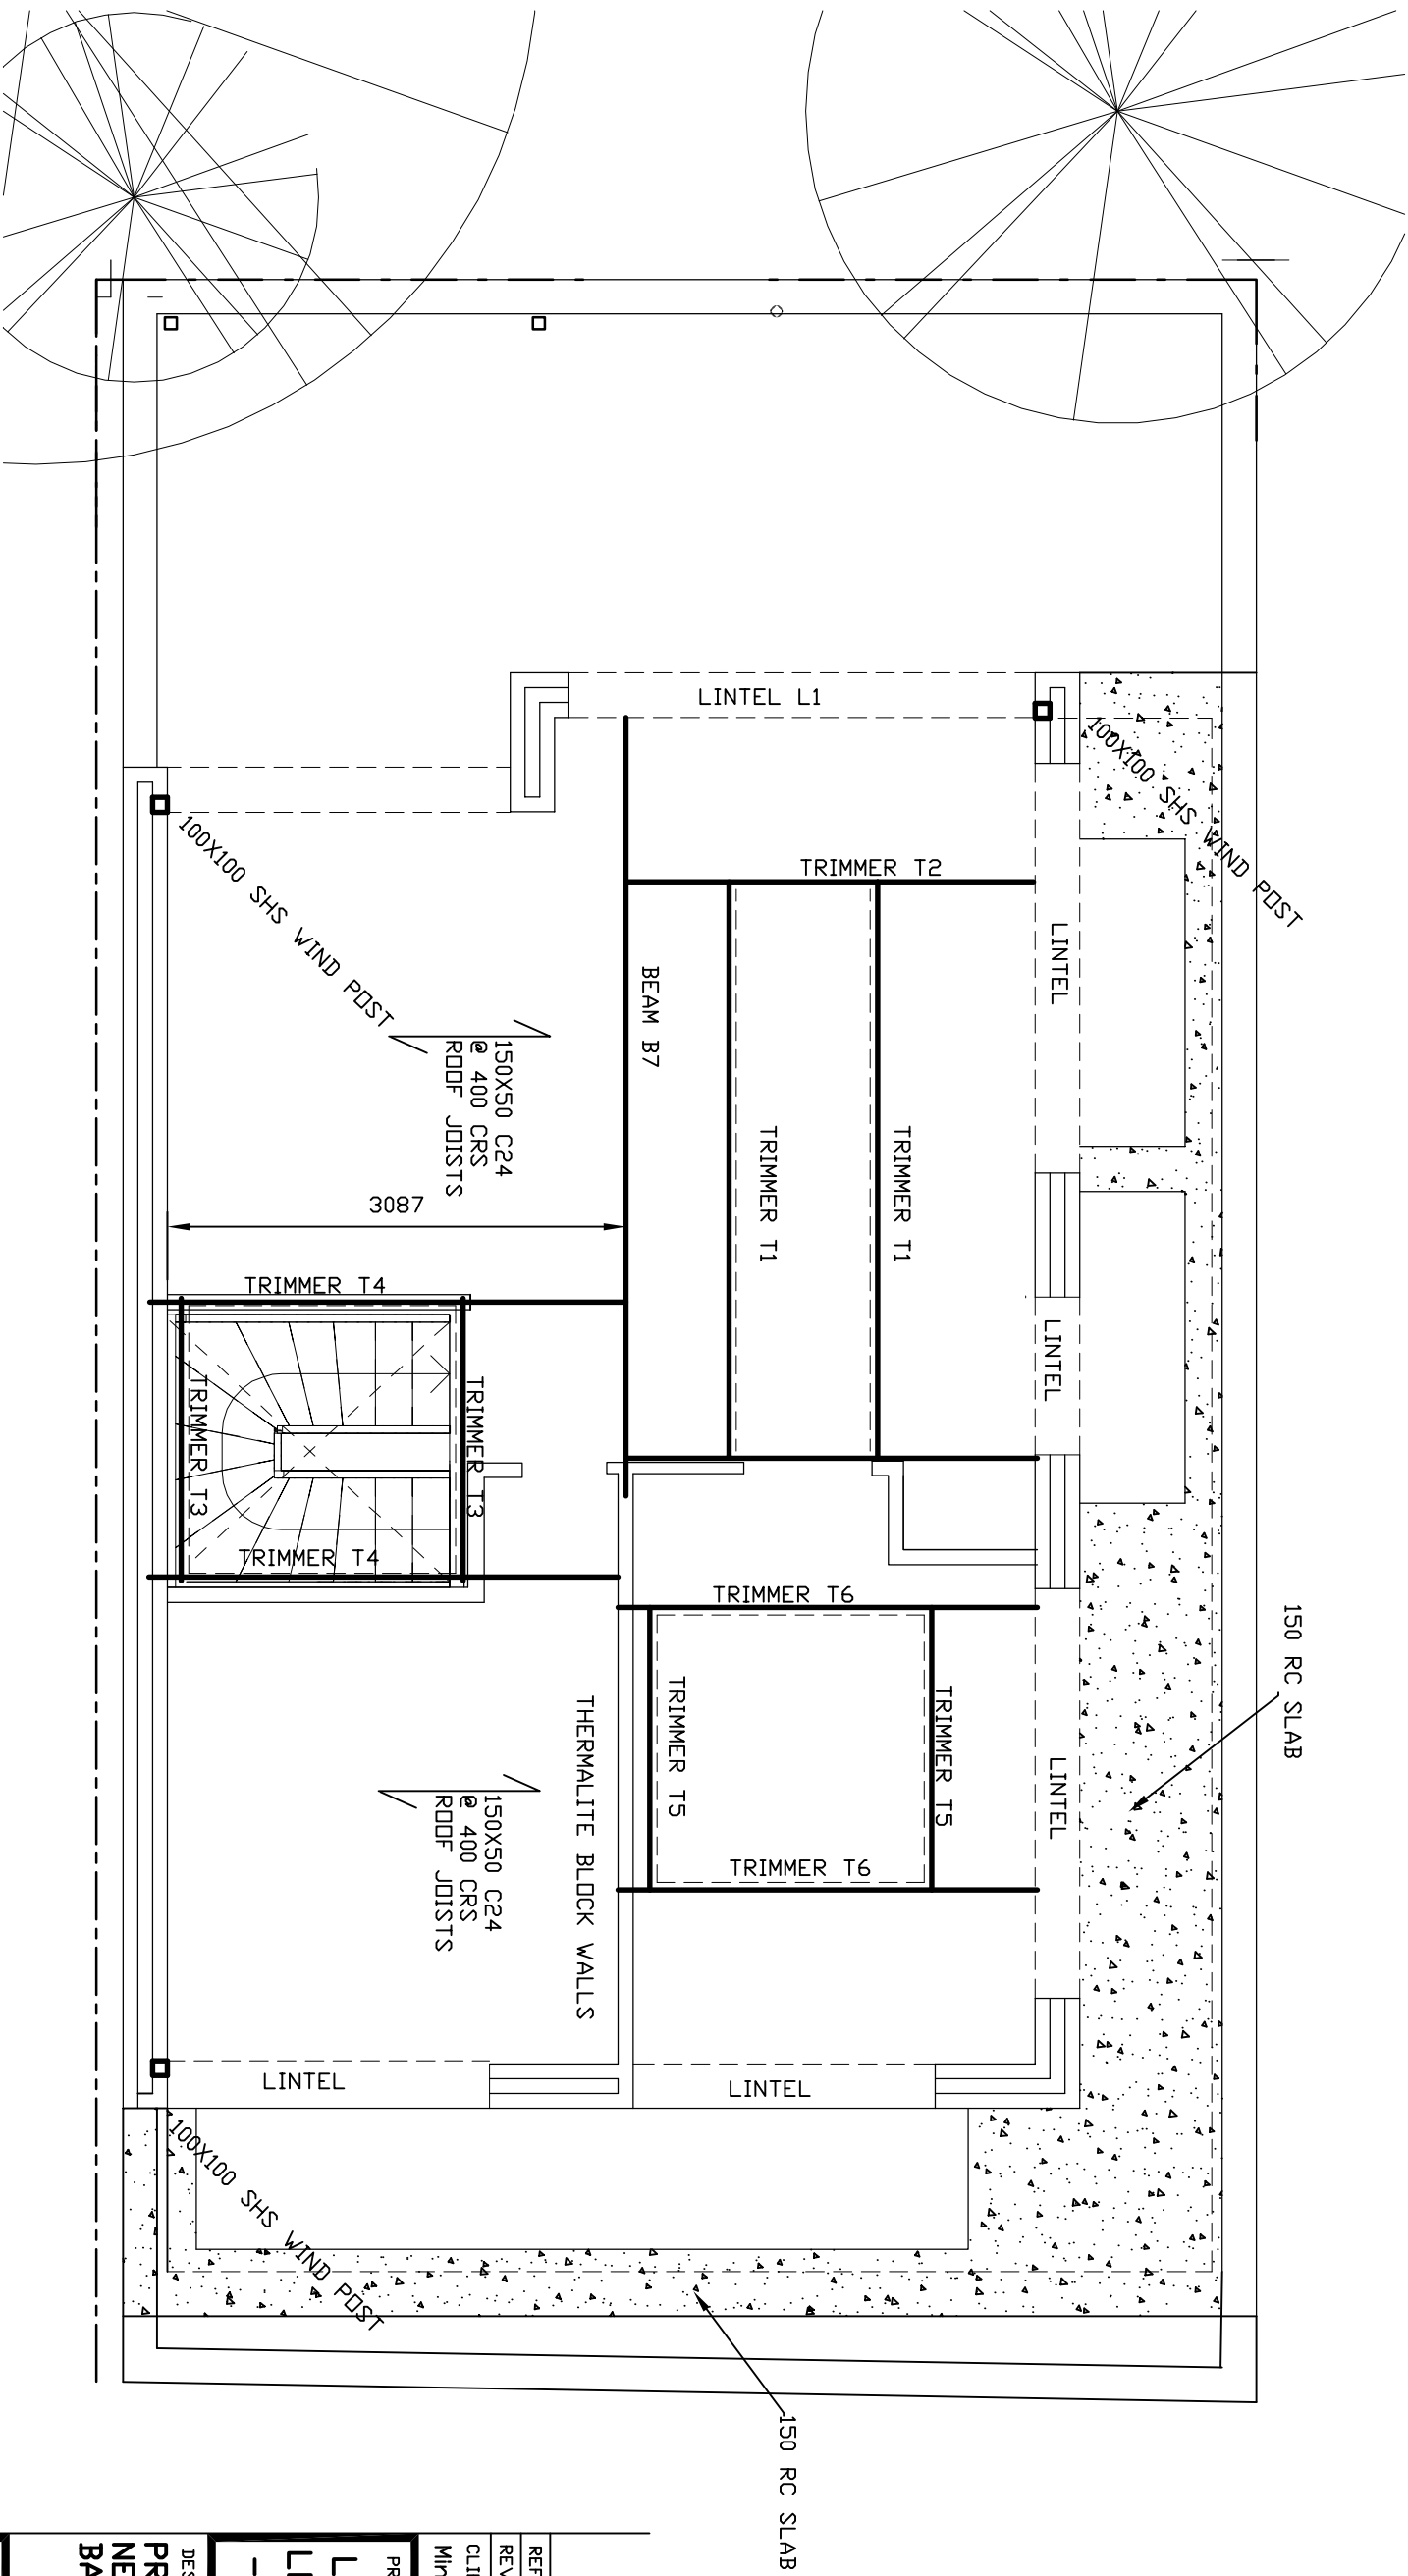 LINTEL L1
100X100 SHS WIND POST
100X100 SHS WIND POST
TRIMMER T2
LINTEL
BEAM B7
150X50 C24
@ 400 CRS
ROOF JOISTS
TRIMMER T1
TRIMMER T1
3087
TRIMMER T4
LINTEL
TRIMMER T3
TRIMMER T3
TRIMMER T4
TRIMMER T6
150 RC SLAB
TRIMMER T5
TRIMMER T5
THERMALITE BLOCK WALLS
LINTEL
150X50 C24
@ 400 CRS
ROOF JOISTS
TRIMMER T6
LINTEL
LINTEL
100X100 SHS WIND POST
150 RC SLAB
REF
REV